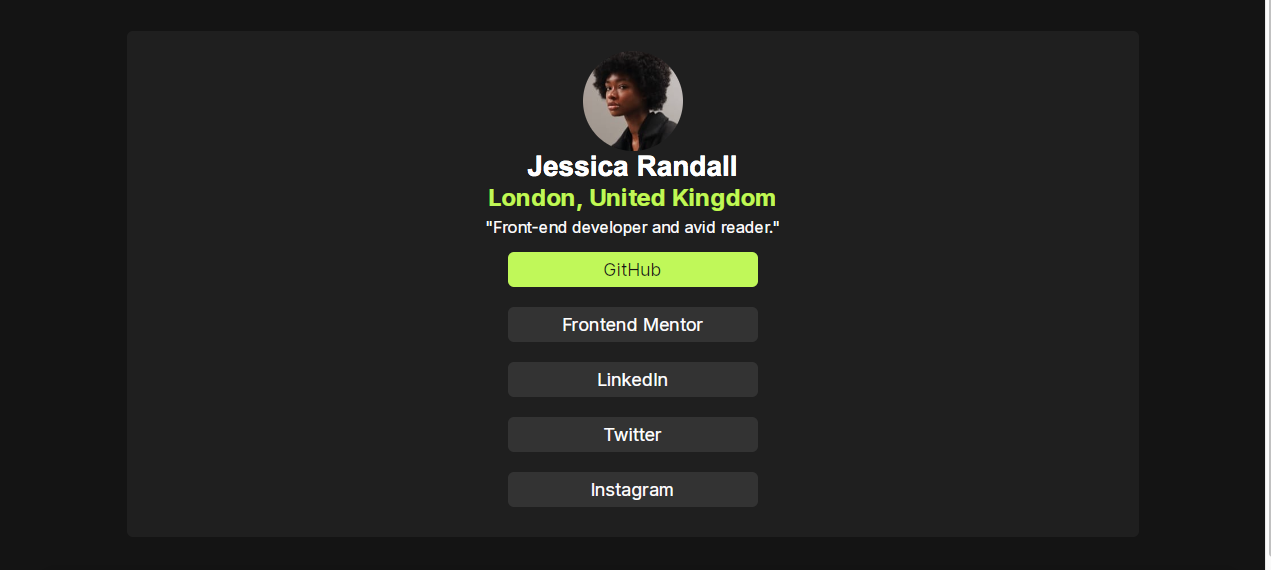 Jessica Randall
London, United Kingdom
"Front-end developer and avid reader."
GitHub
Frontend Mentor
LinkedIn
Twitter
Instagram